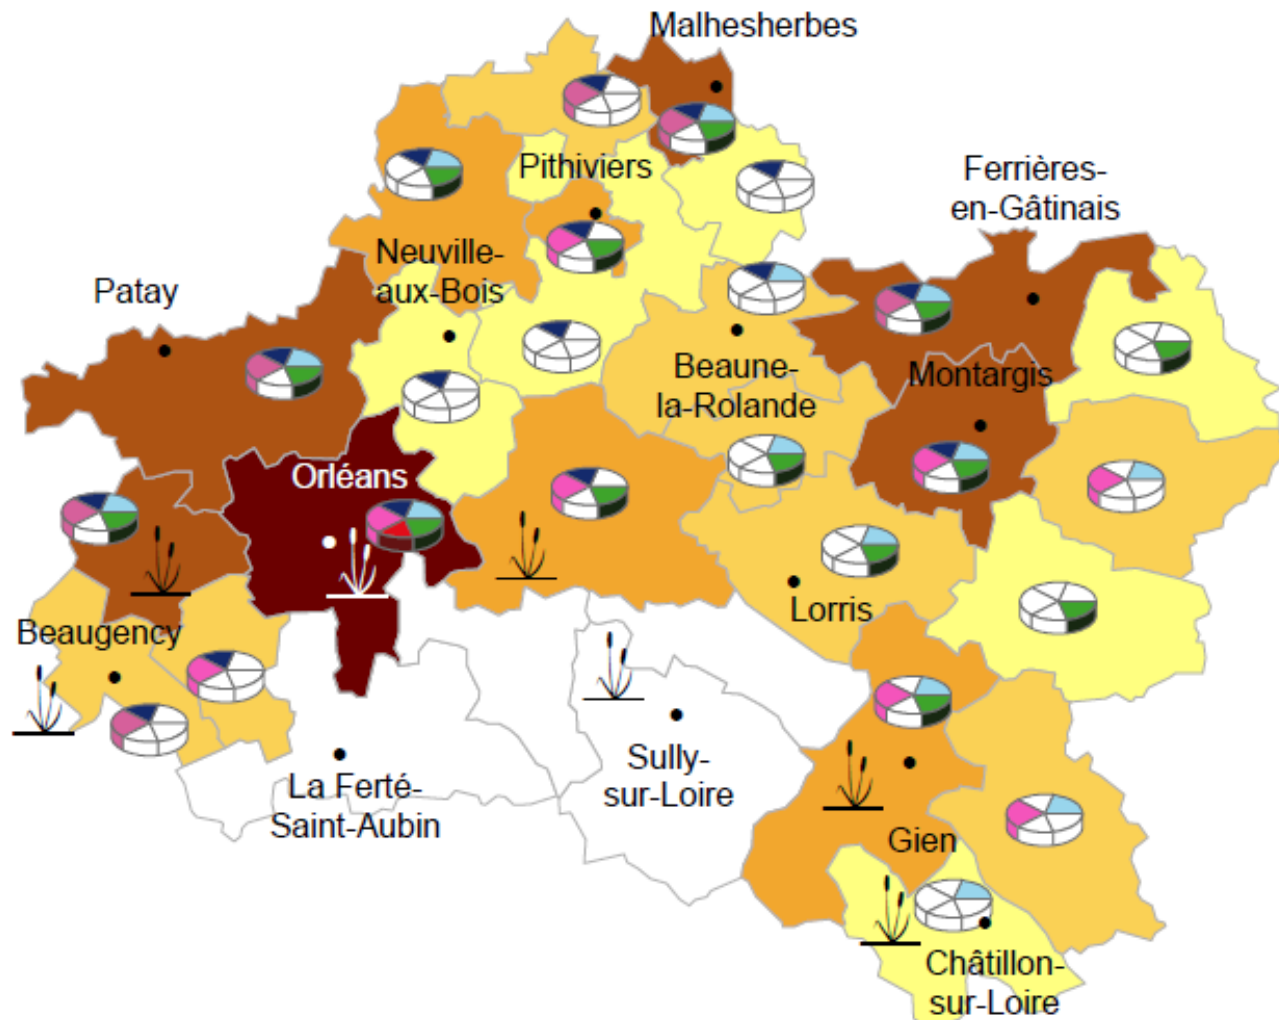 Malhesherbes
Pithiviers
Ferrières-
en-Gâtinais
Neuville-
aux-Bois
Patay
Beaune-
la-Rolande
Montargis
Orléans
Lorris
Beaugency
La Ferté-
Saint-Aubin
Sully-
sur-Loire
Gien
Châtillon-
sur-Loire